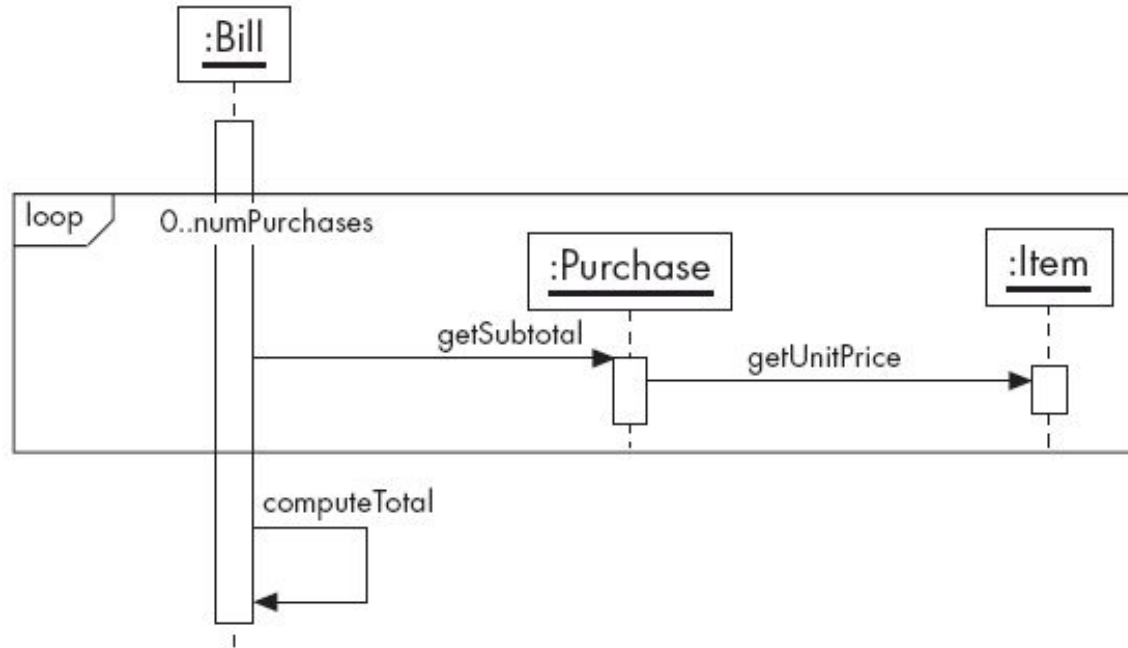 :Bill
loop
0..numPurchases
:Purchase
:Item
getSubtotal
getUnitPrice
computeTotal